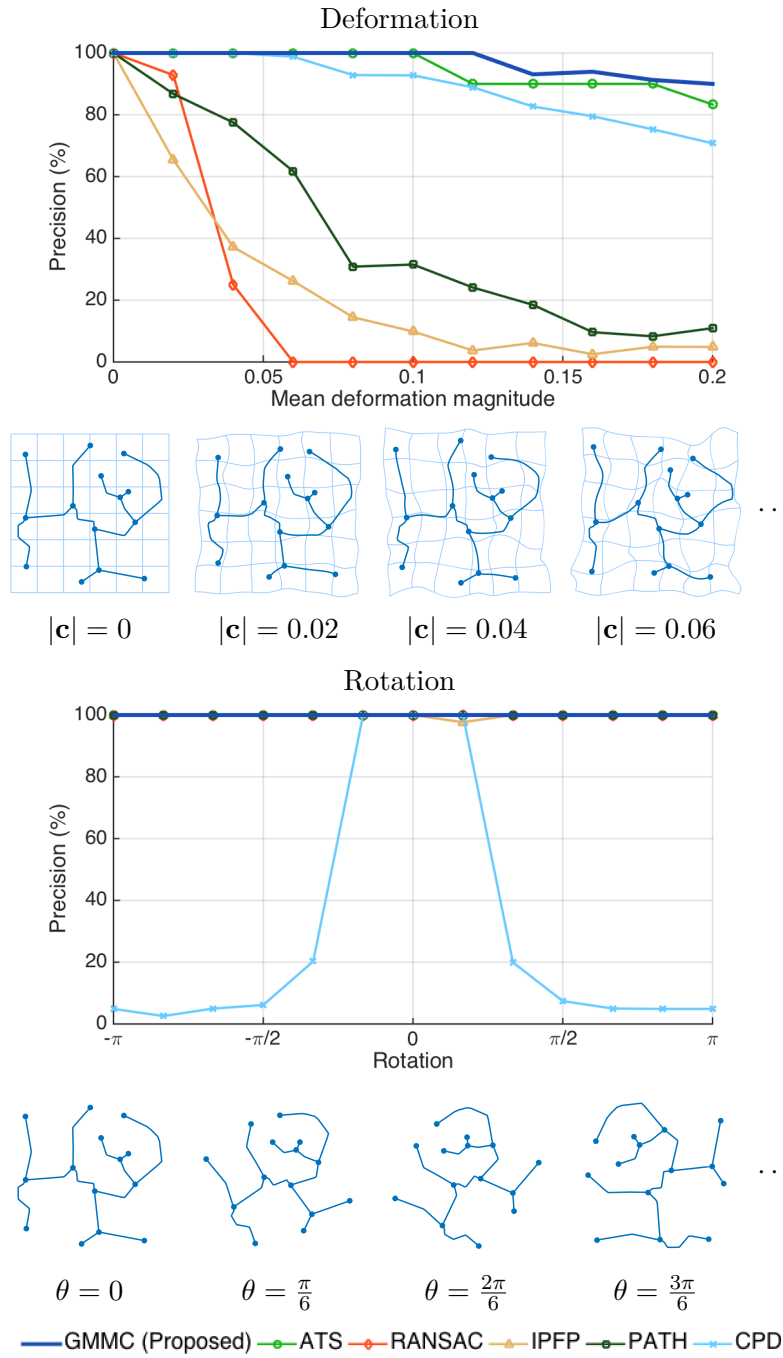 Deformation
100
80
60
40
20
0
Precision (%)
0 0.05 0.1 0.15 0.2
Mean deformation magnitude
|c| = 0 |c| = 0.02 |c| = 0.04 |c| = 0.06
. .
Rotation
100
80
60
40
20
0
Precision (%)
-π -π/2 0 π/2 π
Rotation
. .
θ = 0 θ = π/6 θ = 2π/6 θ = 3π/6
GMMC (Proposed) ATS RANSAC IPFP PATH CPD